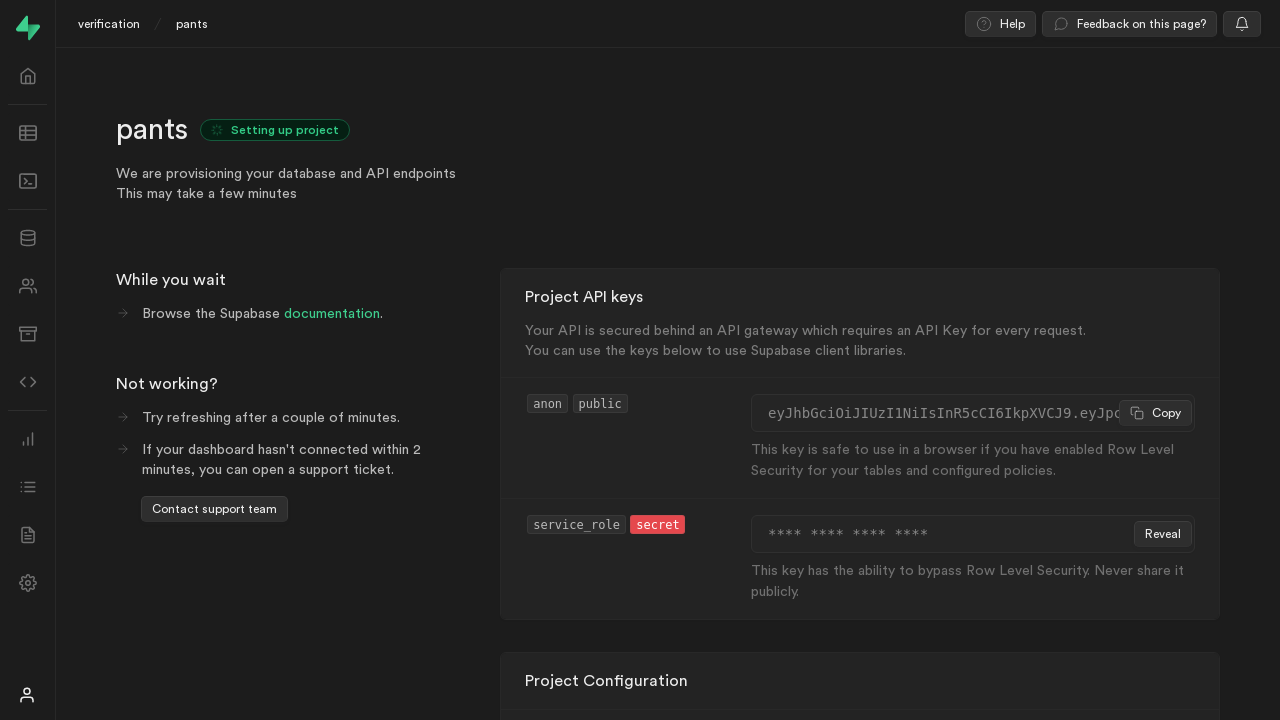 verification / pants
Help
Feedback on this page?
pants
Setting up project
We are provisioning your database and API endpoints
This may take a few minutes
While you wait
Browse the Supabase documentation.
Not working?
Try refreshing after a couple of minutes.
If your dashboard hasn't connected within 2
minutes, you can open a support ticket.
Contact support team
Project API keys
Your API is secured behind an API gateway which requires an API Key for every request.
You can use the keys below to use Supabase client libraries.
anon public
eyJhbGciOiJIUzI1NiIsInR5cCI6IkpXVCJ9.eyJpc
Copy
This key is safe to use in a browser if you have enabled Row Level
Security for your tables and configured policies.
service_role secret
**** **** **** ****
Reveal
This key has the ability to bypass Row Level Security. Never share it
publicly.
Project Configuration